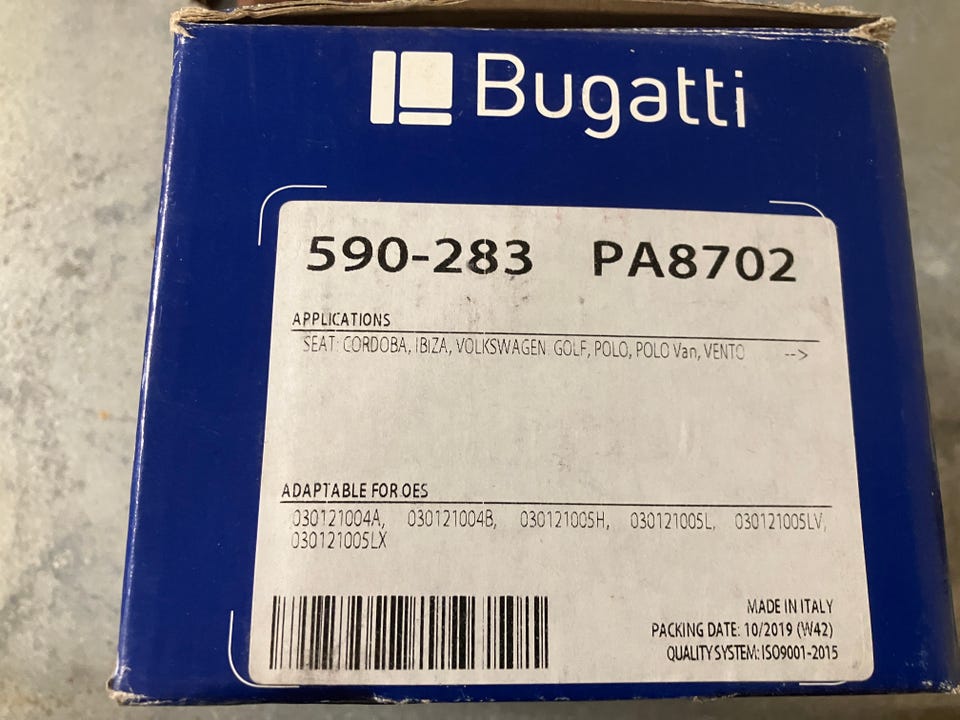 Bugatti
590-283 PA8702
APPLICATIONS
SEAT: CORDOBA, IBIZA, VOLKSWAGEN: GOLF, POLO, POLO Van, VENTO -->
ADAPTABLE FOR OES
030121004A, 030121004B, 030121005H, 030121005L, 030121005LV,
030121005LX
MADE IN ITALY
PACKING DATE: 10/2019 (W42)
QUALITY SYSTEM: ISO9001-2015